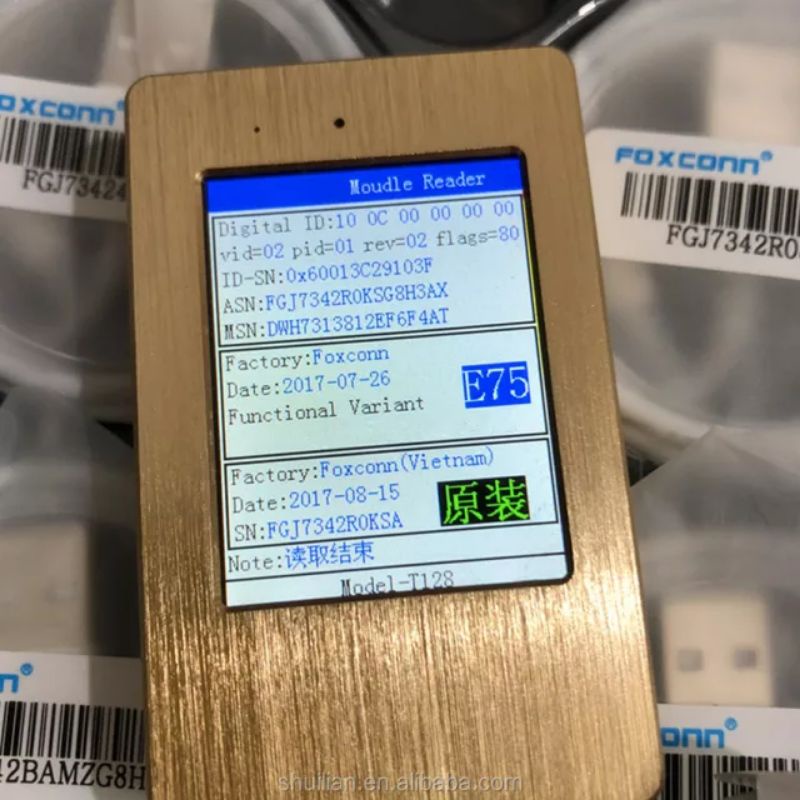 FOXCONN®
FGJ7342
FOXCONN®
FGJ7342R0
Moudle Reader
Digital ID:10 0C 00 00 00 00
vid=02 pid=01 rev=02 flags=80
ID-SN:0x60013C29103F
ASN:FGJ7342R0KSG8H3AX
MSN:DWH7313812EF6F4AT
Factory:Foxconn
Date:2017-07-26
E75
Functional Variant
Factory:Foxconn(Vietnam)
Date:2017-08-15
原装
SN:FGJ7342R0KSA
Note:读取结束
Model-T128
42BAMZG8H
shuilian.en.alibaba.com